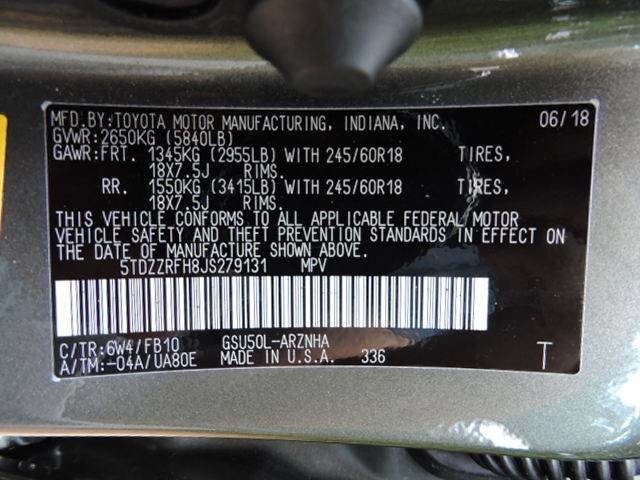 MFD.BY:TOYOTA MOTOR MANUFACTURING, INDIANA, INC. 06/18
GVWR:2650KG (5840LB)
GAWR:FRT. 1345KG (2955LB) WITH 245/60R18 TIRES,
18X7.5J RIMS.
RR. 1550KG (3415LB) WITH 245/60R18 TIRES,
18X7.5J RIMS.
THIS VEHICLE CONFORMS TO ALL APPLICABLE FEDERAL MOTOR
VEHICLE SAFETY AND THEFT PREVENTION STANDARDS IN EFFECT ON
THE DATE OF MANUFACTURE SHOWN ABOVE.
5TDZZRFH8JS279131 MPV
C/TR:6W4/FB10 GSU50L-ARZNHA
A/TM:-04A/UA80E MADE IN U.S.A. 336 T